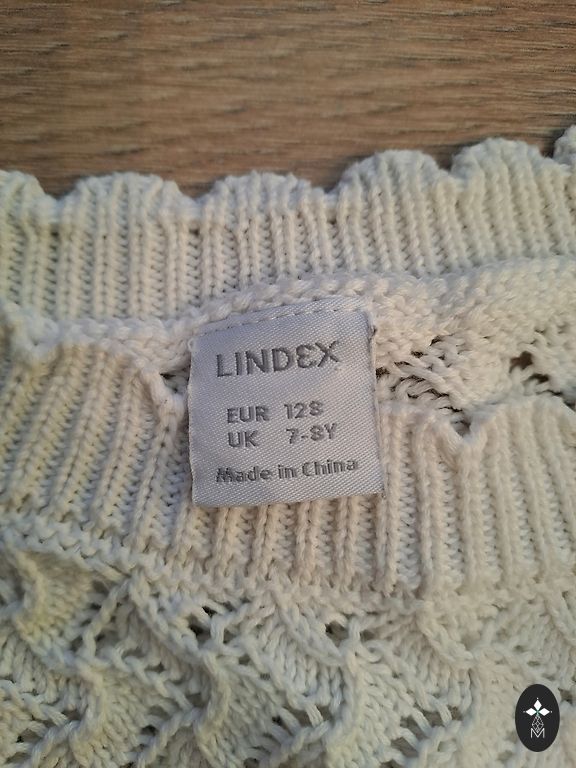 LINDEX
EUR 128
UK 7-8Y
Made in China